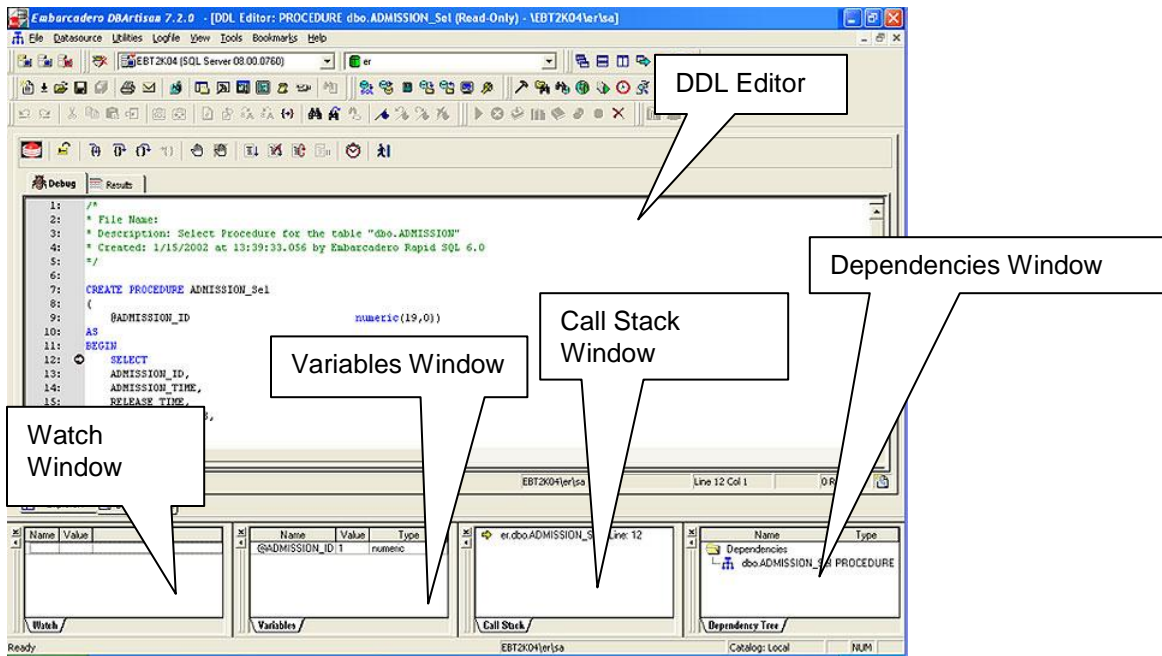 Embarcadero DBArtisan 7.2.0 - [DDL Editor: PROCEDURE dbo.ADMISSION_Sel (Read-Only) - \EBT2K04\er\sa]
File Datasource Utilities Logfile View Tools Bookmarks Help
EBT2K04 (SQL Server 08.00.0760) er
DDL Editor
Debug Results
1: /*
2: * File Name:
3: * Description: Select Procedure for the table "dbo.ADMISSION"
4: * Created: 1/15/2002 at 13:39:33.056 by Embarcadero Rapid SQL 6.0
5: */
6:
7: CREATE PROCEDURE ADMISSION_Sel
8: (
9: @ADMISSION_ID numeric(19,0))
10: AS
11: BEGIN
12: SELECT
13: ADMISSION_ID,
14: ADMISSION_TIME,
15: RELEASE_TIME,
Dependencies Window
Call Stack
Window
Variables Window
Watch
Window
EBT2K04\er\sa Line 12 Col 1
Name Value
Name Value Type
@ADMISSION_ID 1 numeric
er.dbo.ADMISSION_S Line: 12
Name Type
Dependencies
dbo.ADMISSION_Sel PROCEDURE
Watch Variables Call Stack Dependency Tree
Ready EBT2K04\er\sa Catalog: Local NUM